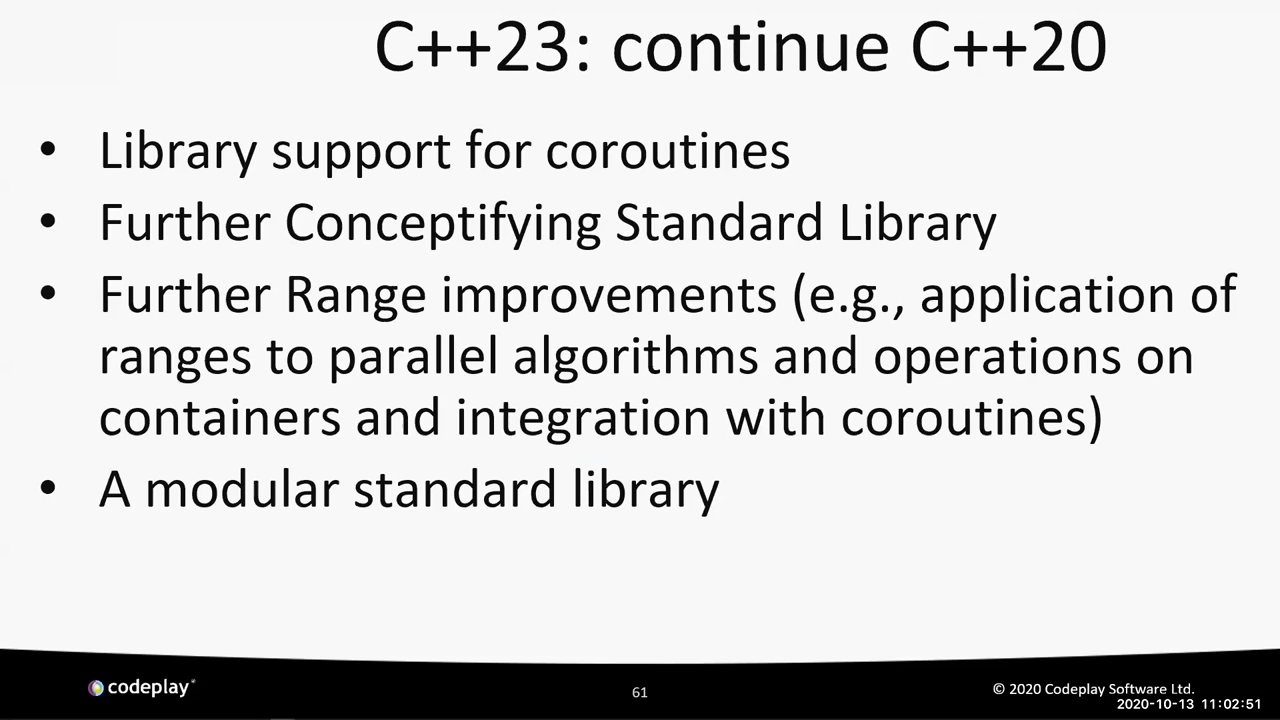 C++23: continue C++20
• Library support for coroutines
• Further Conceptifying Standard Library
• Further Range improvements (e.g., application of
ranges to parallel algorithms and operations on
containers and integration with coroutines)
• A modular standard library
codeplay®
61
© 2020 Codeplay Software Ltd.
2020-10-13 11:02:51